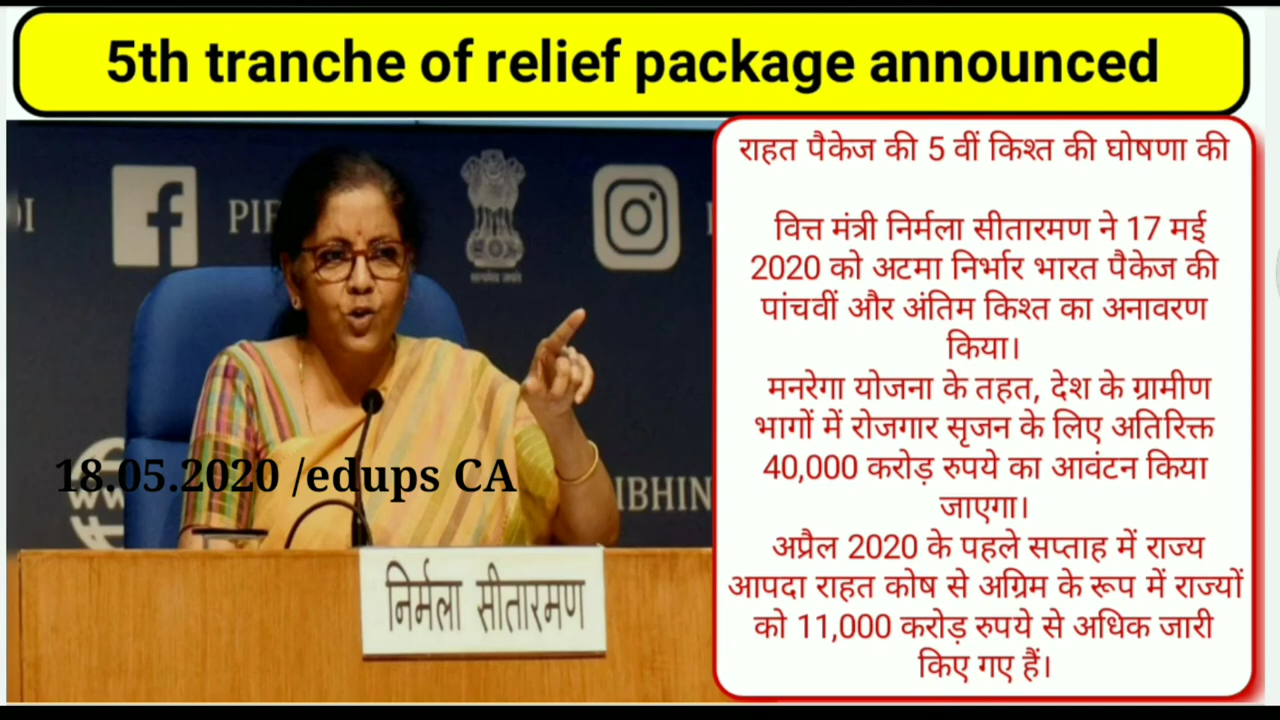 5th tranche of relief package announced
राहत पैकेज की 5 वीं किश्त की घोषणा की
वित्त मंत्री निर्मला सीतारमण ने 17 मई
2020 को अटमा निर्भार भारत पैकेज की
पांचवीं और अंतिम किश्त का अनावरण
किया।
मनरेगा योजना के तहत, देश के ग्रामीण
भागों में रोजगार सृजन के लिए अतिरिक्त
40,000 करोड़ रुपये का आवंटन किया
जाएगा।
अप्रैल 2020 के पहले सप्ताह में राज्य
आपदा राहत कोष से अग्रिम के रूप में राज्यों
को 11,000 करोड़ रुपये से अधिक जारी
किए गए हैं।
18.05.2020 /edups CA
निर्मला सीतारमण